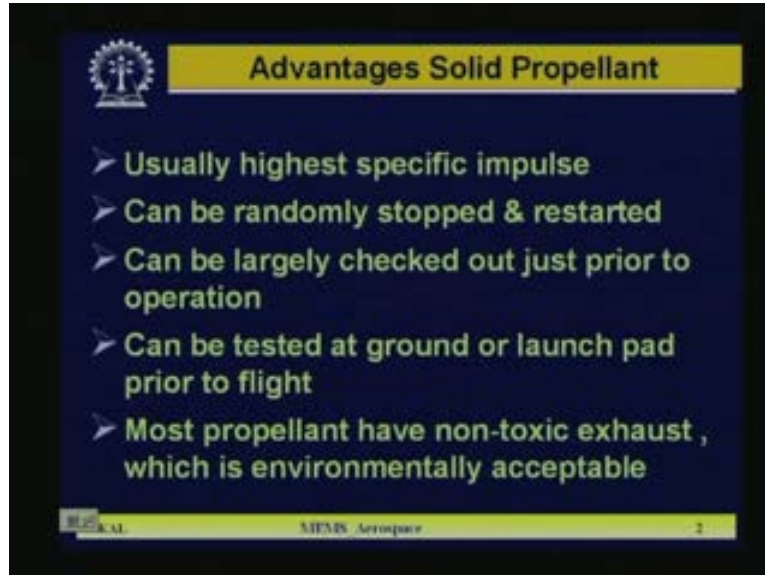 Advantages Solid Propellant
Usually highest specific impulse
Can be randomly stopped & restarted
Can be largely checked out just prior to
operation
Can be tested at ground or launch pad
prior to flight
Most propellant have non-toxic exhaust ,
which is environmentally acceptable
KAL MEMS Aerospace 2